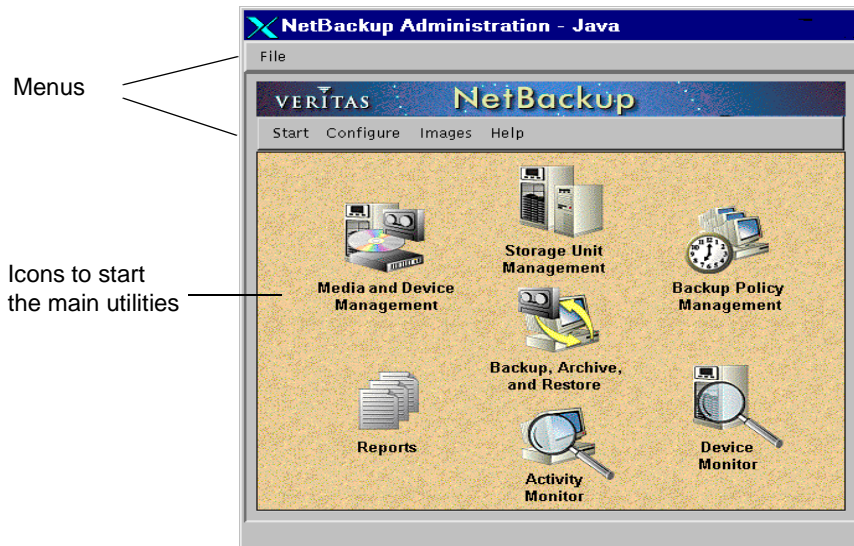 NetBackup Administration - Java
File
Menus
VERITAS NetBackup
Start Configure Images Help
Storage Unit
Management
Media and Device
Management
Backup Policy
Management
Icons to start
the main utilities
Backup, Archive,
and Restore
Reports
Device
Monitor
Activity
Monitor